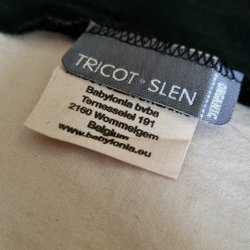 TRICOT-SLEN
Babylonia bvba
Ternesselei 191
2160 Wommelgem
Belgium
www.babylonia.eu